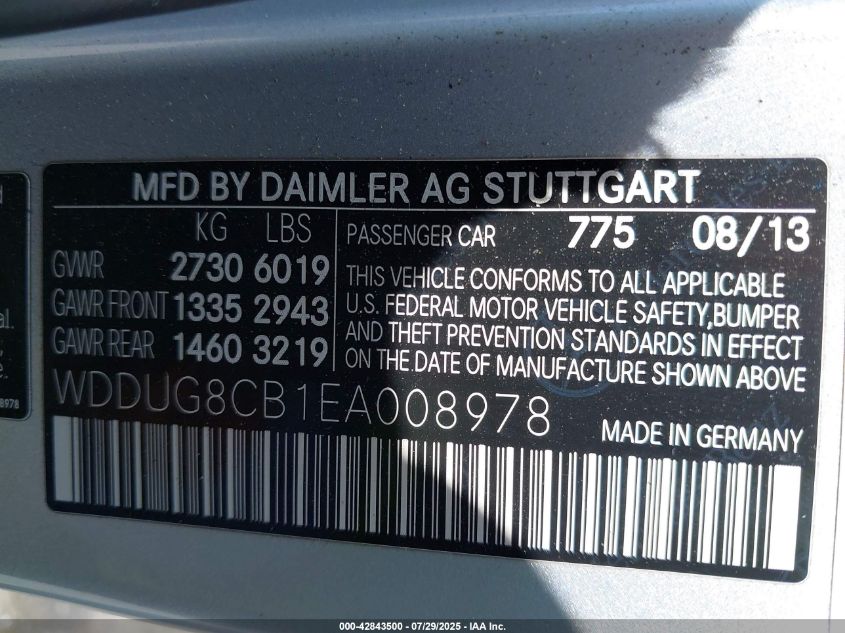 MFD BY DAIMLER AG STUTTGART
KG LBS
GVWR 2730 6019
GAWR FRONT 1335 2943
GAWR REAR 1460 3219
PASSENGER CAR 775 08/13
THIS VEHICLE CONFORMS TO ALL APPLICABLE
U.S. FEDERAL MOTOR VEHICLE SAFETY,BUMPER
AND THEFT PREVENTION STANDARDS IN EFFECT
ON THE DATE OF MANUFACTURE SHOWN ABOVE
WDDUG8CB1EA008978
MADE IN GERMANY
8978
000-42843500 / 07/29/2025 - IAA Inc.